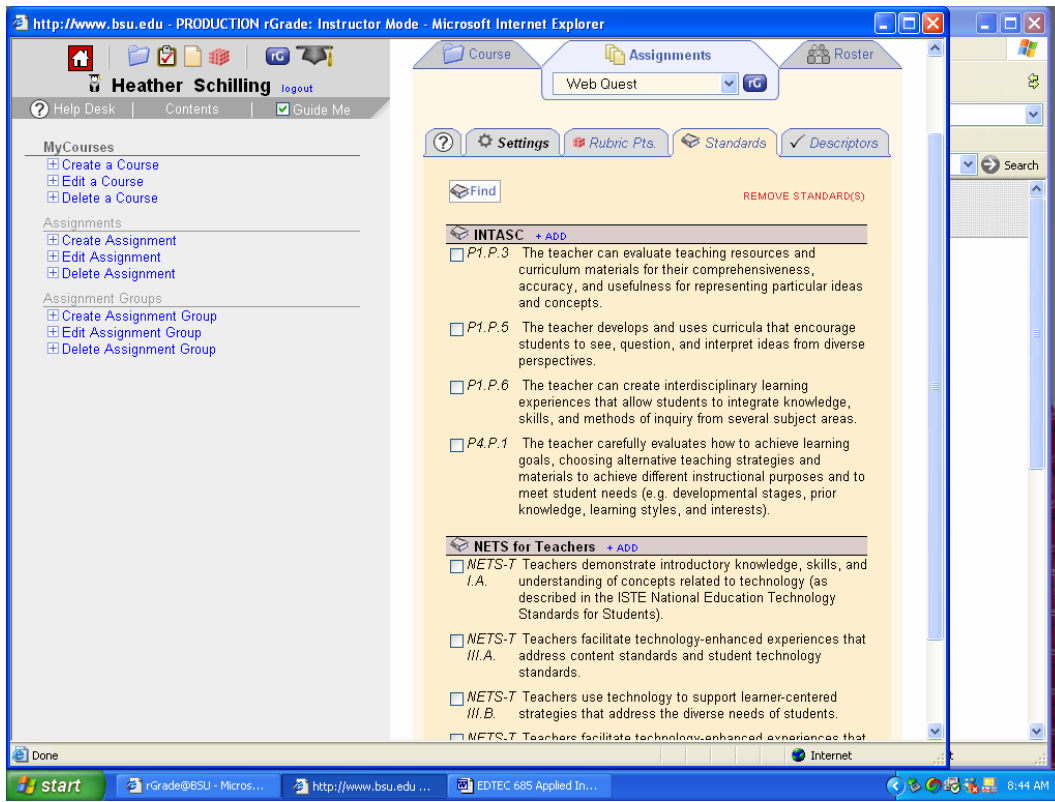 http://www.bsu.edu - PRODUCTION rGrade: Instructor Mode - Microsoft Internet Explorer
rG
Heather Schilling logout
? Help Desk | Contents | Guide Me
MyCourses
Create a Course
Edit a Course
Delete a Course
Assignments
Create Assignment
Edit Assignment
Delete Assignment
Assignment Groups
Create Assignment Group
Edit Assignment Group
Delete Assignment Group
Course Assignments Roster
Web Quest rG
? Settings Rubric Pts. Standards Descriptors
Find REMOVE STANDARD(S)
INTASC + ADD
P1.P.3 The teacher can evaluate teaching resources and
curriculum materials for their comprehensiveness,
accuracy, and usefulness for representing particular ideas
and concepts.
P1.P.5 The teacher develops and uses curricula that encourage
students to see, question, and interpret ideas from diverse
perspectives.
P1.P.6 The teacher can create interdisciplinary learning
experiences that allow students to integrate knowledge,
skills, and methods of inquiry from several subject areas.
P4.P.1 The teacher carefully evaluates how to achieve learning
goals, choosing alternative teaching strategies and
materials to achieve different instructional purposes and to
meet student needs (e.g. developmental stages, prior
knowledge, learning styles, and interests).
NETS for Teachers + ADD
NETS-T Teachers demonstrate introductory knowledge, skills, and
I.A. understanding of concepts related to technology (as
described in the ISTE National Education Technology
Standards for Students).
NETS-T Teachers facilitate technology-enhanced experiences that
III.A. address content standards and student technology
standards.
NETS-T Teachers use technology to support learner-centered
III.B. strategies that address the diverse needs of students.
NETS-T Teachers facilitate technology-enhanced experiences that
Search
Done Internet
t
start rGrade@BSU - Micros... http://www.bsu.edu ... EDTEC 685 Applied In... 8:44 AM